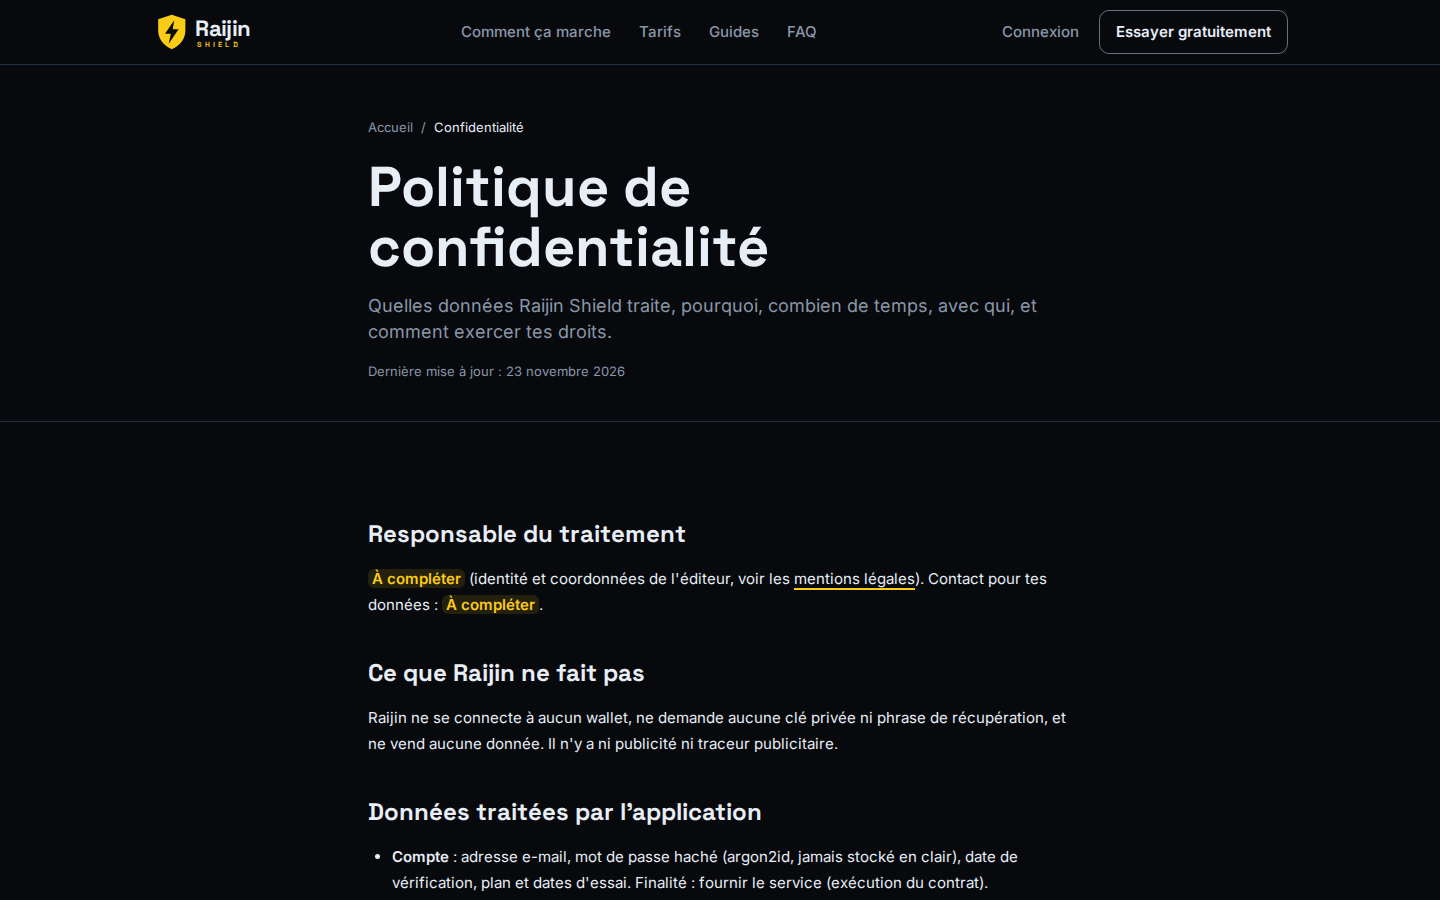 Raijin
SHIELD
Comment ça marche
Tarifs
Guides
FAQ
Connexion
Essayer gratuitement
Accueil / Confidentialité
Politique de
confidentialité
Quelles données Raijin Shield traite, pourquoi, combien de temps, avec qui, et
comment exercer tes droits.
Dernière mise à jour : 23 novembre 2026
Responsable du traitement
À compléter (identité et coordonnées de l'éditeur, voir les mentions légales). Contact pour tes
données : À compléter.
Ce que Raijin ne fait pas
Raijin ne se connecte à aucun wallet, ne demande aucune clé privée ni phrase de récupération, et
ne vend aucune donnée. Il n'y a ni publicité ni traceur publicitaire.
Données traitées par l’application
• Compte : adresse e-mail, mot de passe haché (argon2id, jamais stocké en clair), date de
vérification, plan et dates d'essai. Finalité : fournir le service (exécution du contrat).